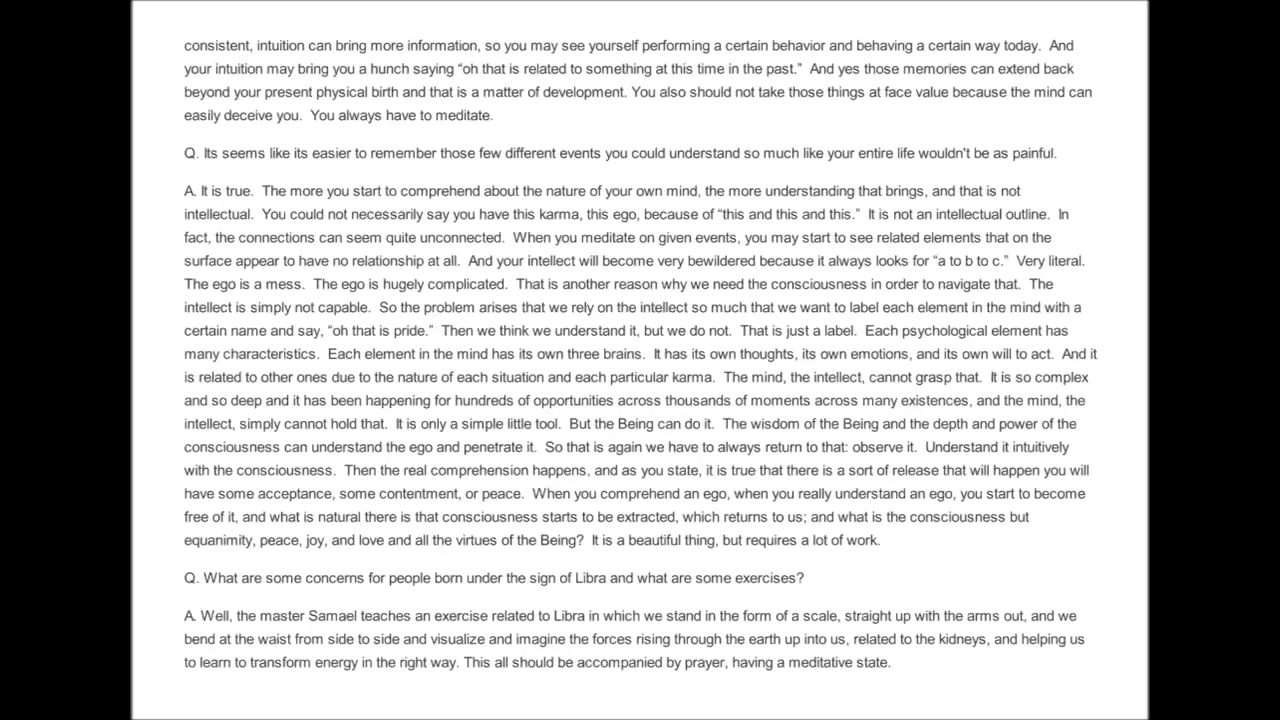 consistent, intuition can bring more information, so you may see yourself performing a certain behavior and behaving a certain way today.  And
your intuition may bring you a hunch saying “oh that is related to something at this time in the past.”  And yes those memories can extend back
beyond your present physical birth and that is a matter of development. You also should not take those things at face value because the mind can
easily deceive you.  You always have to meditate.
Q. Its seems like its easier to remember those few different events you could understand so much like your entire life wouldn't be as painful.
A. It is true.  The more you start to comprehend about the nature of your own mind, the more understanding that brings, and that is not
intellectual.  You could not necessarily say you have this karma, this ego, because of “this and this and this.”  It is not an intellectual outline.  In
fact, the connections can seem quite unconnected.  When you meditate on given events, you may start to see related elements that on the
surface appear to have no relationship at all.  And your intellect will become very bewildered because it always looks for “a to b to c.”  Very literal.
The ego is a mess.  The ego is hugely complicated.  That is another reason why we need the consciousness in order to navigate that.  The
intellect is simply not capable.  So the problem arises that we rely on the intellect so much that we want to label each element in the mind with a
certain name and say, “oh that is pride.”  Then we think we understand it, but we do not.  That is just a label.  Each psychological element has
many characteristics.  Each element in the mind has its own three brains.  It has its own thoughts, its own emotions, and its own will to act.  And it
is related to other ones due to the nature of each situation and each particular karma.  The mind, the intellect, cannot grasp that.  It is so complex
and so deep and it has been happening for hundreds of opportunities across thousands of moments across many existences, and the mind, the
intellect, simply cannot hold that.  It is only a simple little tool.  But the Being can do it.  The wisdom of the Being and the depth and power of the
consciousness can understand the ego and penetrate it.  So that is again we have to always return to that: observe it.  Understand it intuitively
with the consciousness.  Then the real comprehension happens, and as you state, it is true that there is a sort of release that will happen you will
have some acceptance, some contentment, or peace.  When you comprehend an ego, when you really understand an ego, you start to become
free of it, and what is natural there is that consciousness starts to be extracted, which returns to us; and what is the consciousness but
equanimity, peace, joy, and love and all the virtues of the Being?  It is a beautiful thing, but requires a lot of work.
Q. What are some concerns for people born under the sign of Libra and what are some exercises?
A. Well, the master Samael teaches an exercise related to Libra in which we stand in the form of a scale, straight up with the arms out, and we
bend at the waist from side to side and visualize and imagine the forces rising through the earth up into us, related to the kidneys, and helping us
to learn to transform energy in the right way. This all should be accompanied by prayer, having a meditative state.